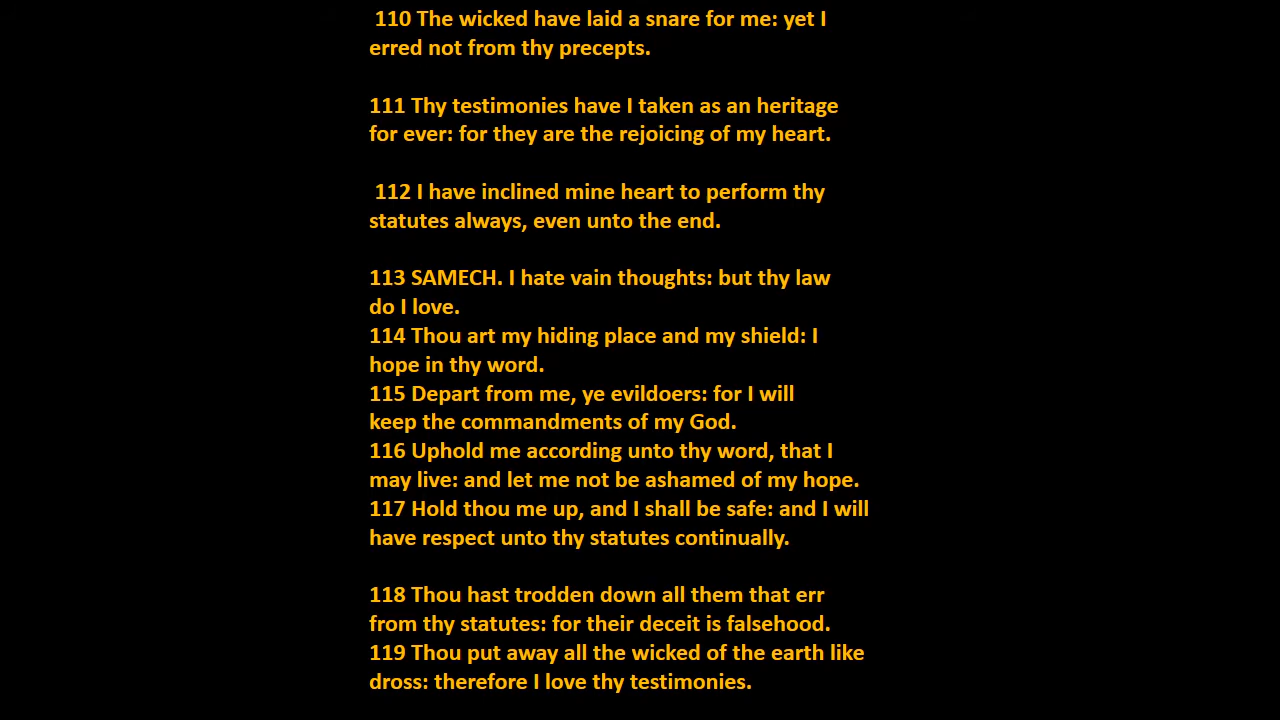 110 The wicked have laid a snare for me: yet I
erred not from thy precepts.
111 Thy testimonies have I taken as an heritage
for ever: for they are the rejoicing of my heart.
112 I have inclined mine heart to perform thy
statutes always, even unto the end.
113 SAMECH. I hate vain thoughts: but thy law
do I love.
114 Thou art my hiding place and my shield: I
hope in thy word.
115 Depart from me, ye evildoers: for I will
keep the commandments of my God.
116 Uphold me according unto thy word, that I
may live: and let me not be ashamed of my hope.
117 Hold thou me up, and I shall be safe: and I will
have respect unto thy statutes continually.
118 Thou hast trodden down all them that err
from thy statutes: for their deceit is falsehood.
119 Thou put away all the wicked of the earth like
dross: therefore I love thy testimonies.